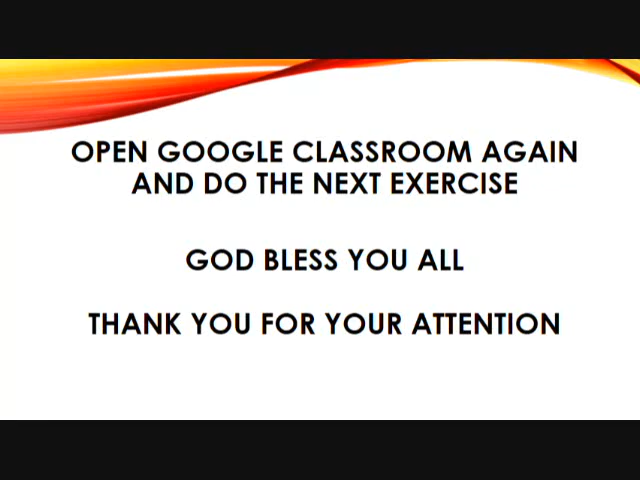 OPEN GOOGLE CLASSROOM AGAIN
AND DO THE NEXT EXERCISE
GOD BLESS YOU ALL
THANK YOU FOR YOUR ATTENTION